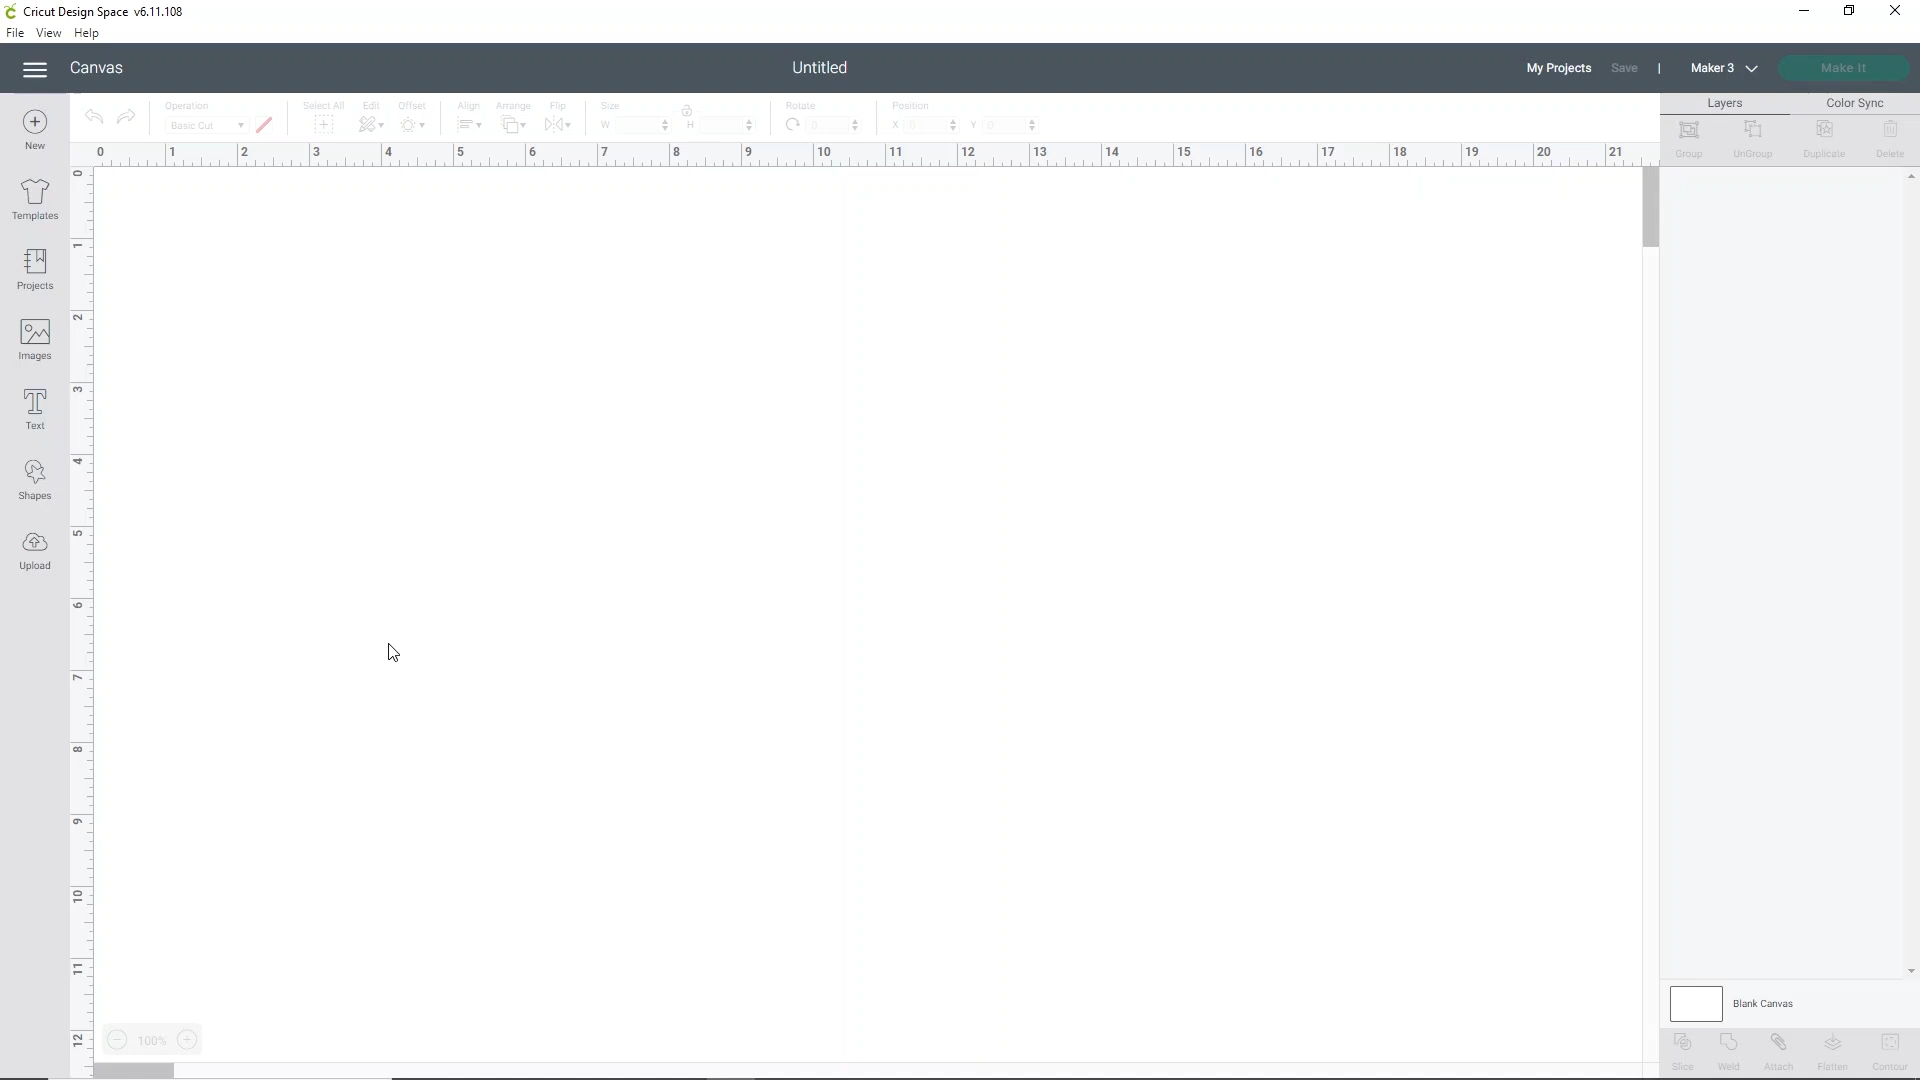 Cricut Design Space v6.11.108
File View Help
Canvas Untitled My Projects Save | Maker 3 Make It
Operation Select All Edit Offset Align Arrange Flip Size Rotate Position Layers Color Sync
Basic Cut W H 0 X 0 Y 0
New
Group UnGroup Duplicate Delete
0 1 2 3 4 5 6 7 8 9 10 11 12 13 14 15 16 17 18 19 20 21
0
Templates
1
Projects
2
Images
3
Text
4
Shapes
5
Upload
6
7
8
9
10
11
Blank Canvas
12
100%
Slice Weld Attach Flatten Contour